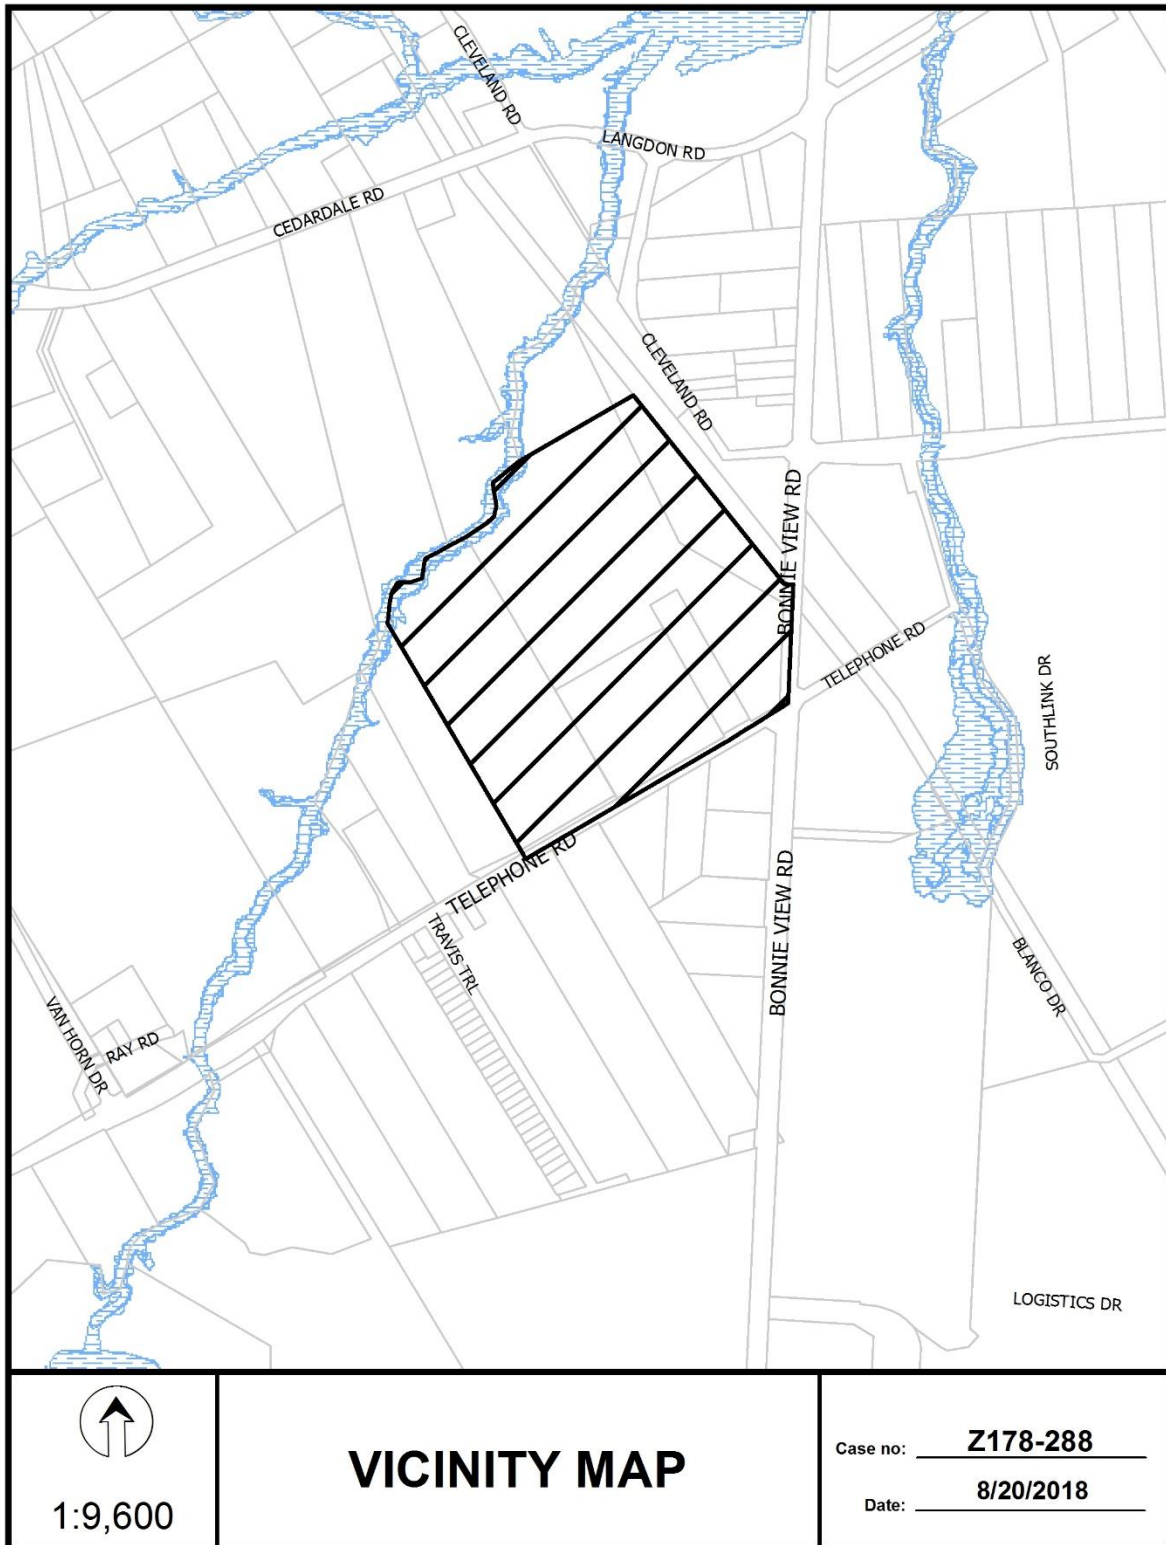 CLEVELAND RD
LANGDON RD
CEDARDALE RD
CLEVELAND RD
BONNIE VIEW RD
TELEPHONE RD
SOUTHLINK DR
TELEPHONE RD
BONNIE VIEW RD
TRAVIS TRL
BLANCO DR
VAN HORN DR
RAY RD
LOGISTICS DR
1:9,600
VICINITY MAP
Case no: Z178-288
Date: 8/20/2018